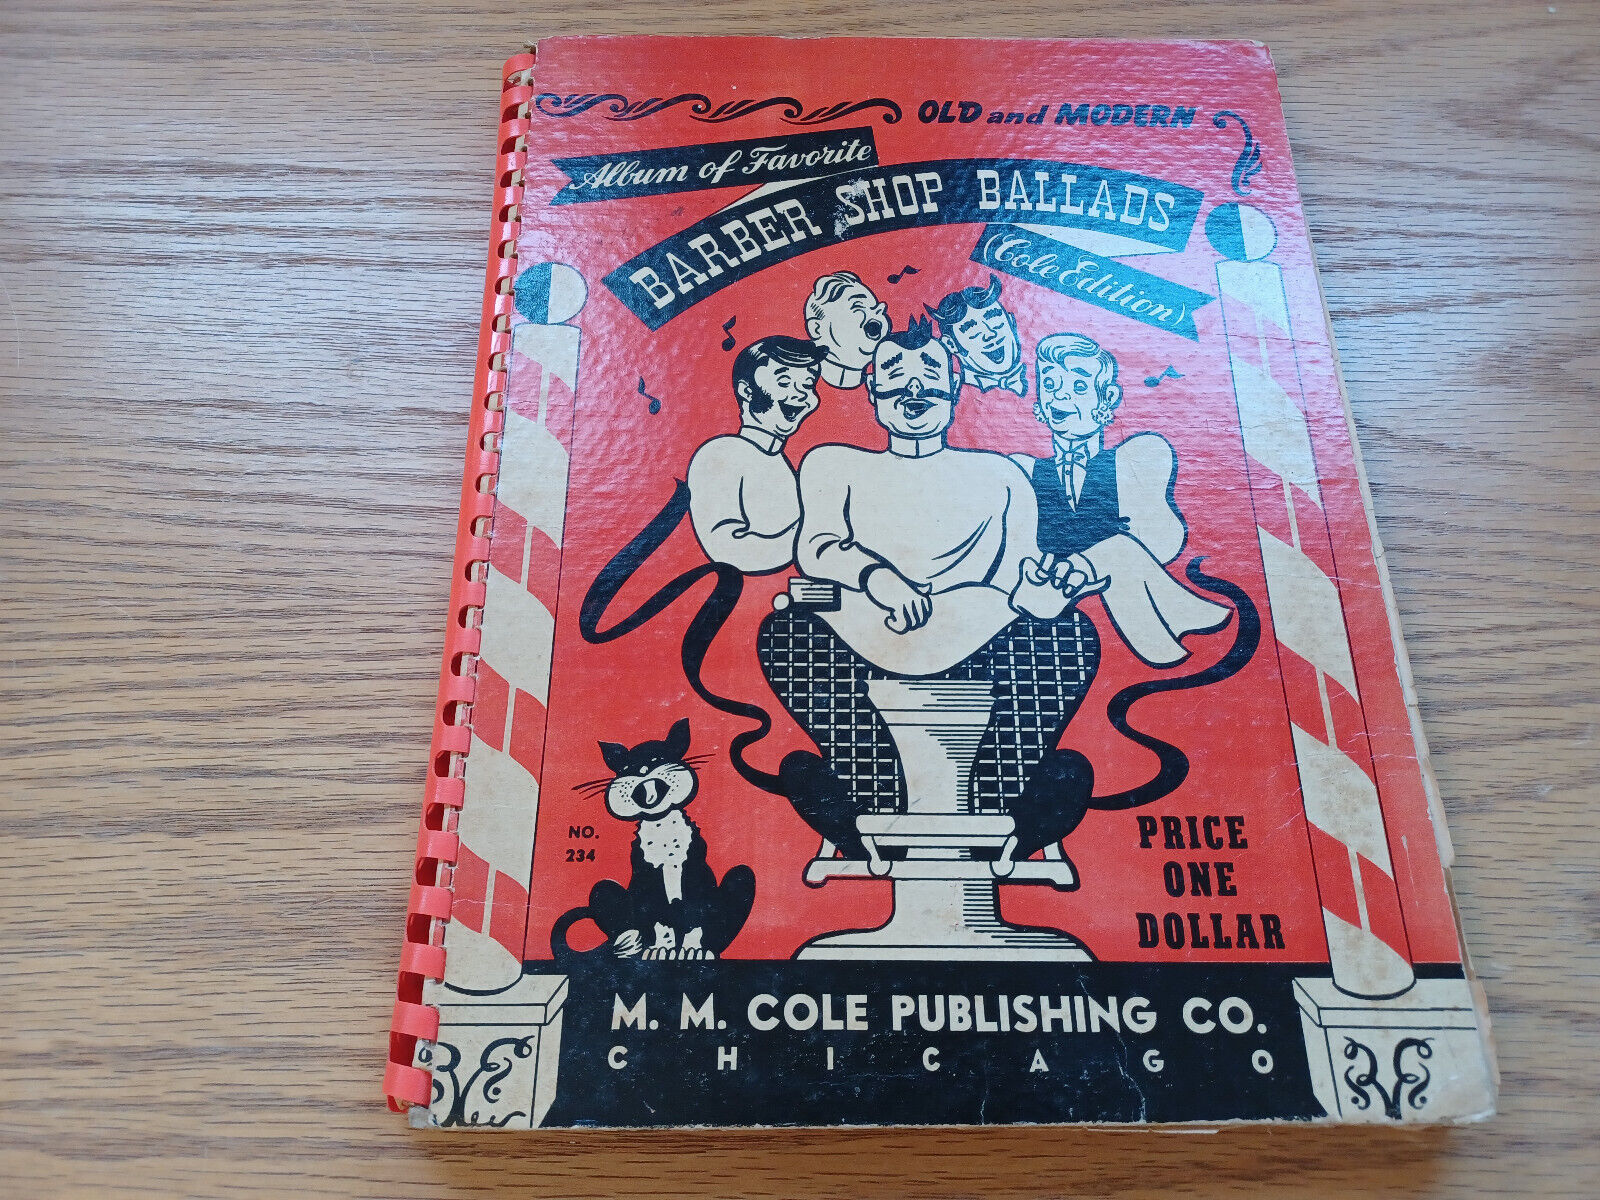 OLD and MODERN
Album of Favorite
BARBER SHOP BALLADS
(Cole Edition)
NO.
234
PRICE
ONE
DOLLAR
M. M. COLE PUBLISHING CO.
CHICAGO